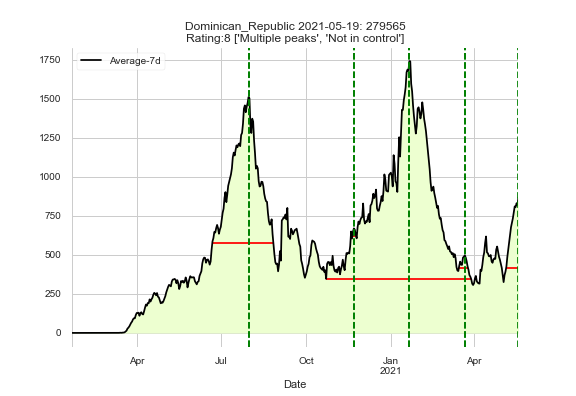 Dominican_Republic 2021-05-19: 279565
Rating:8 ['Multiple peaks', 'Not in control']
Average-7d
1750
1500
1250
1000
750
500
250
0
Apr
Jul
Oct
Jan
2021
Apr
Date